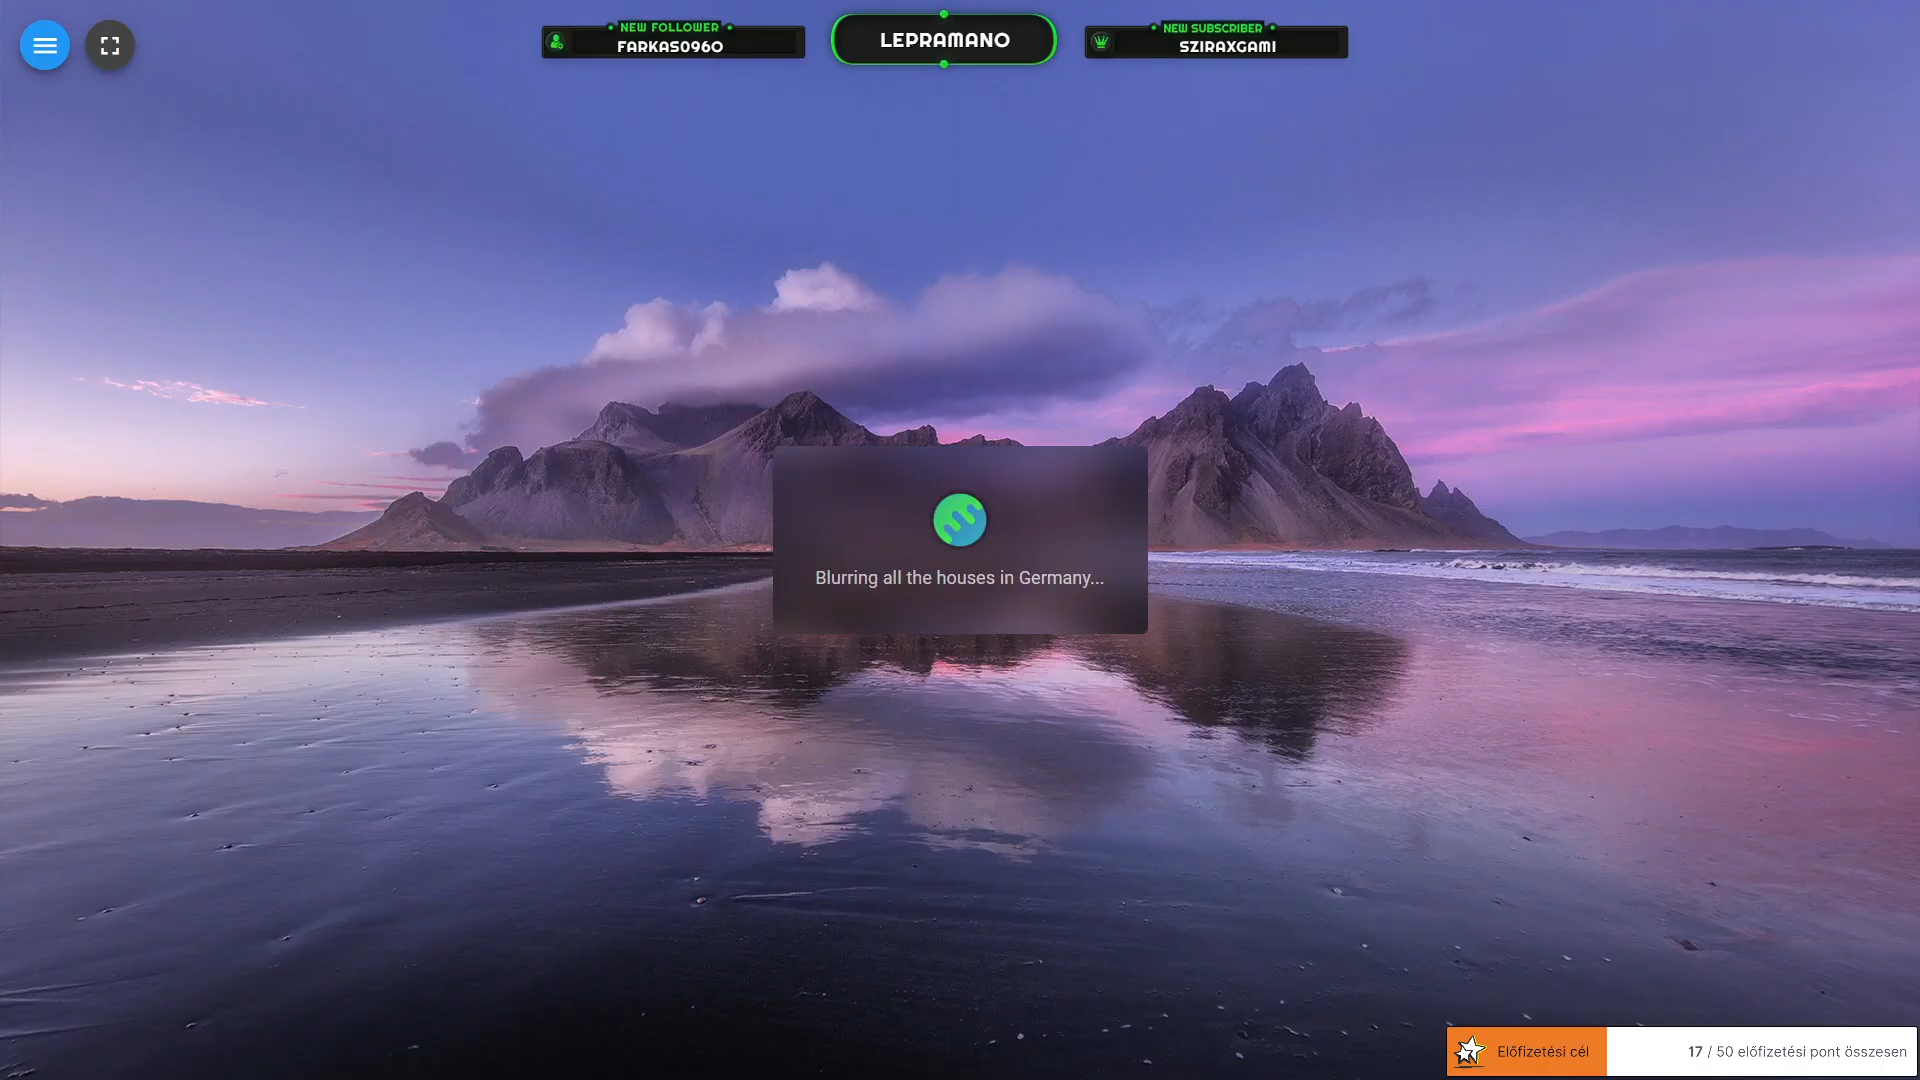 NEW FOLLOWER
FARKAS0960
LEPRAMANO
NEW SUBSCRIBER
SZIRAXGAMI
Blurring all the houses in Germany...
Előfizetési cél
17 / 50 előfizetési pont összesen